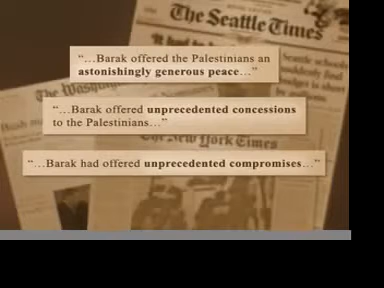 The Seattle Times
"...Barak offered the Palestinians an
astonishingly generous peace..."
The Washing
"...Barak offered unprecedented concessions
to the Palestinians..."
New York Times
"...Barak had offered unprecedented compromises..."